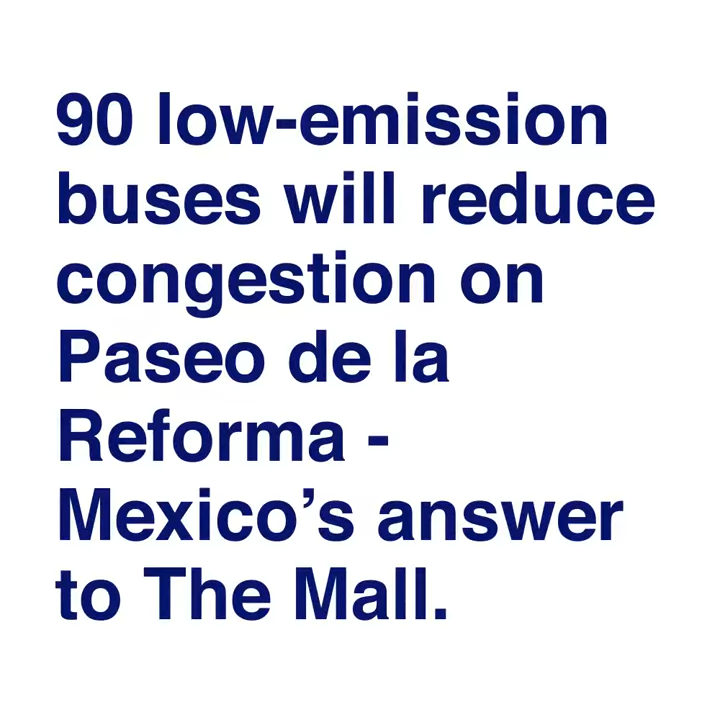 90 low-emission
buses will reduce
congestion on
Paseo de la
Reforma -
Mexico’s answer
to The Mall.